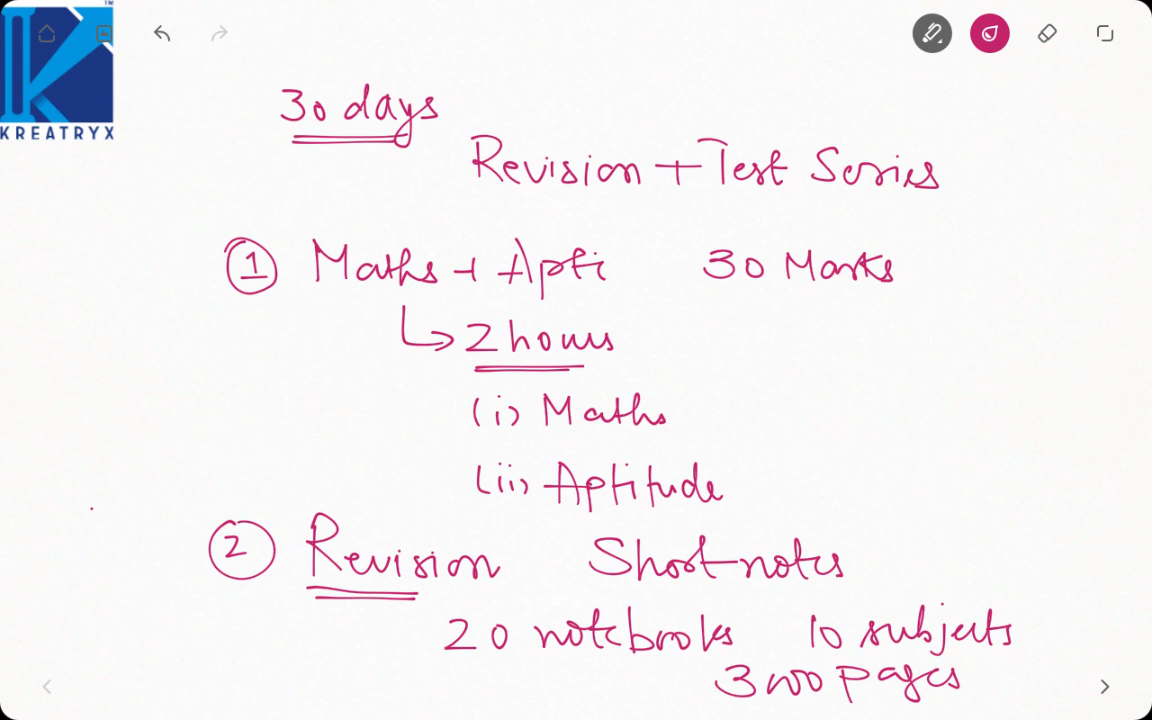 TM
KREATRYX
30 days
Revision + Test Series
1 Maths + Apti 30 Marks
↳ 2 hours
(i) Maths
(ii) Aptitude
2 Revision Short notes
20 notebooks 10 subjects
3000 pages